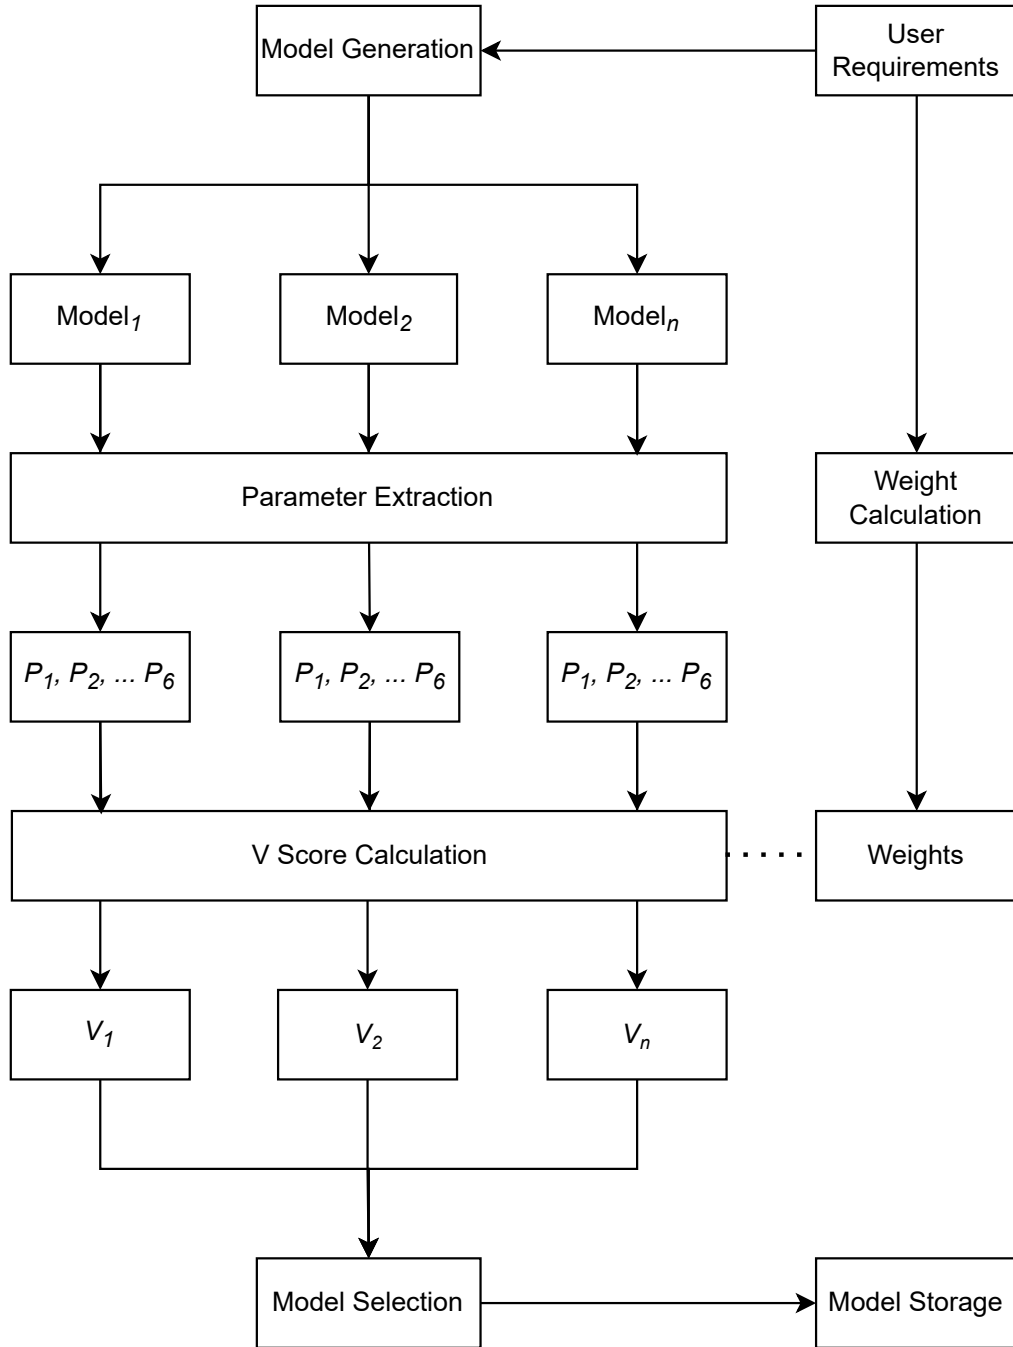 Model Generation
User
Requirements
Model1
Model2
Modeln
Parameter Extraction
Weight
Calculation
P1, P2, ... P6
P1, P2, ... P6
P1, P2, ... P6
V Score Calculation
Weights
V1
V2
Vn
Model Selection
Model Storage